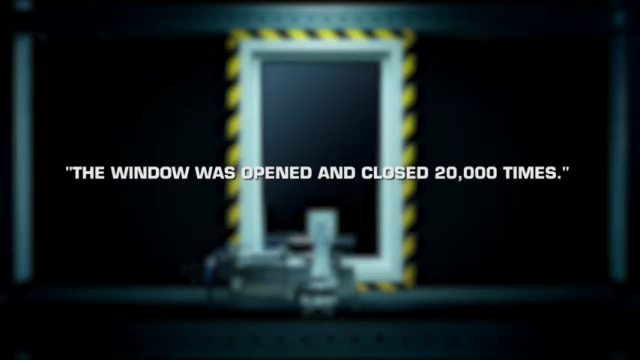 "THE WINDOW WAS OPENED AND CLOSED 20,000 TIMES."